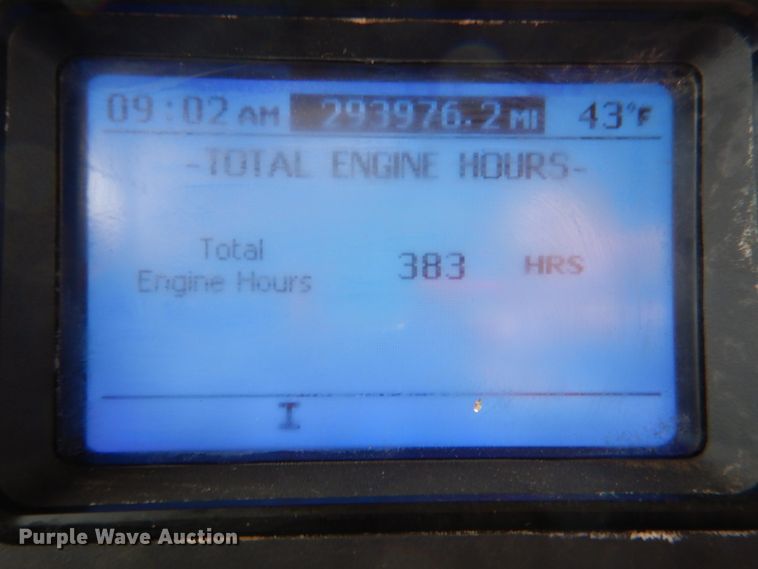 09:02 AM 293976.2 MI 43°F
-TOTAL ENGINE HOURS-
Total
Engine Hours 383 HRS
I
Purple Wave Auction